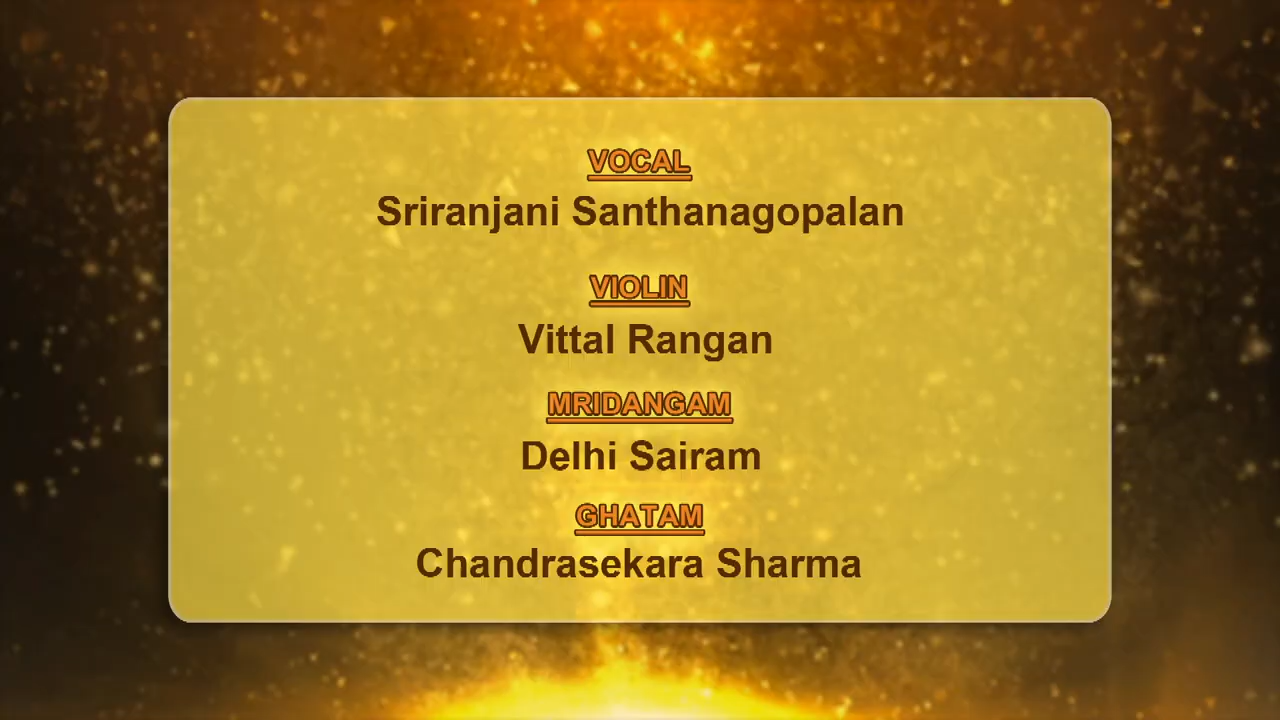 VOCAL
Sriranjani Santhanagopalan
VIOLIN
Vittal Rangan
MRIDANGAM
Delhi Sairam
GHATAM
Chandrasekara Sharma